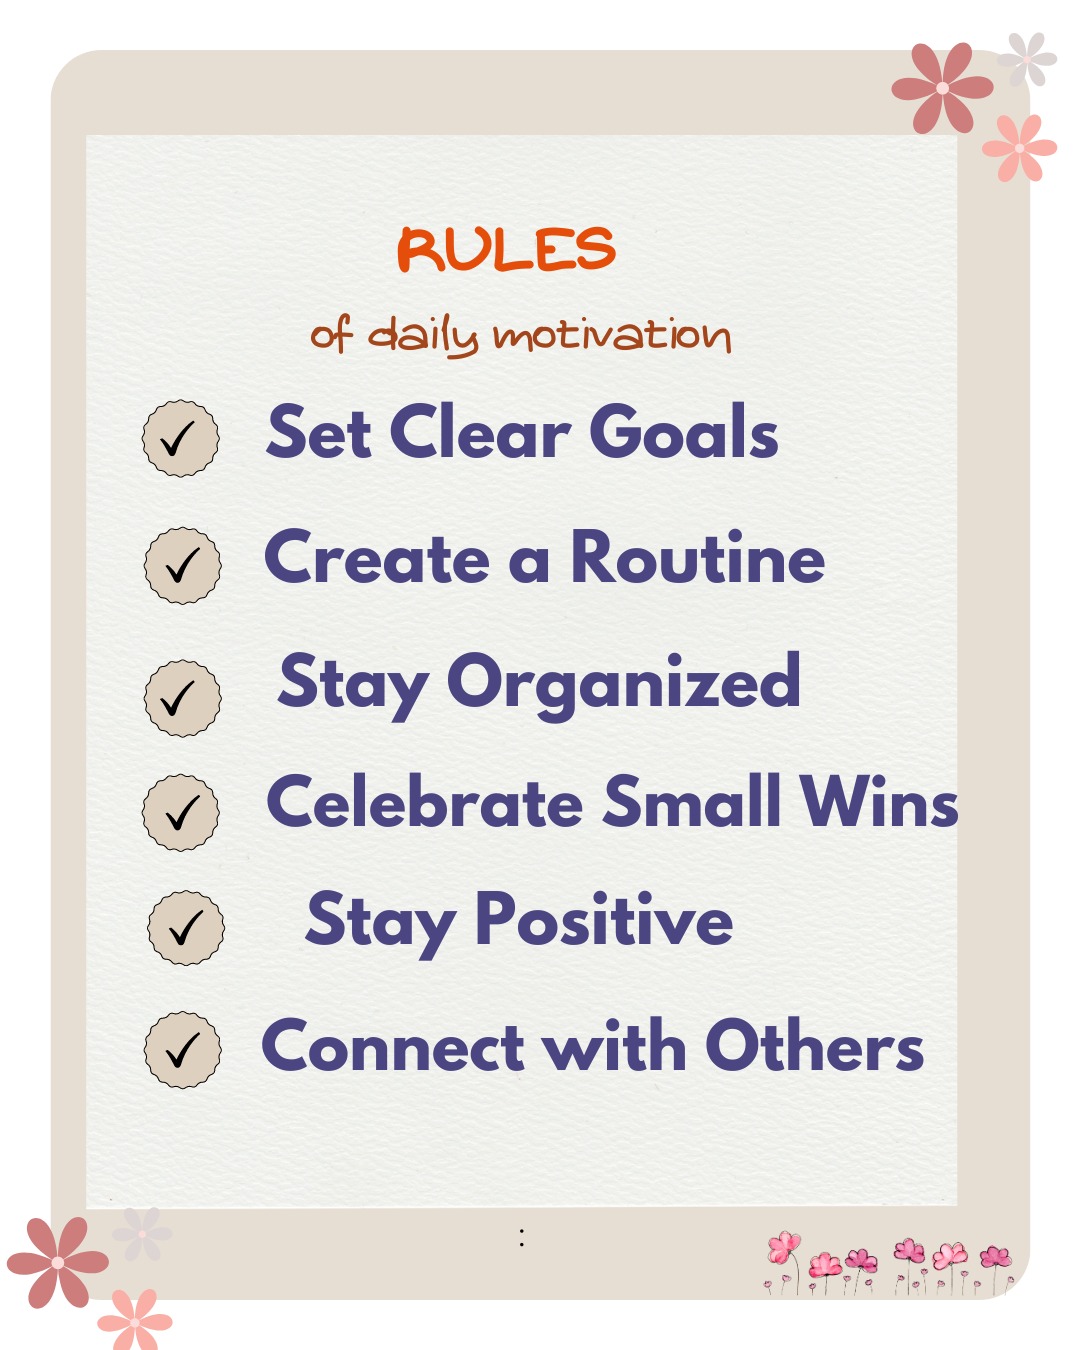 RULES
of daily motivation
Set Clear Goals
Create a Routine
Stay Organized
Celebrate Small Wins
Stay Positive
Connect with Others
: